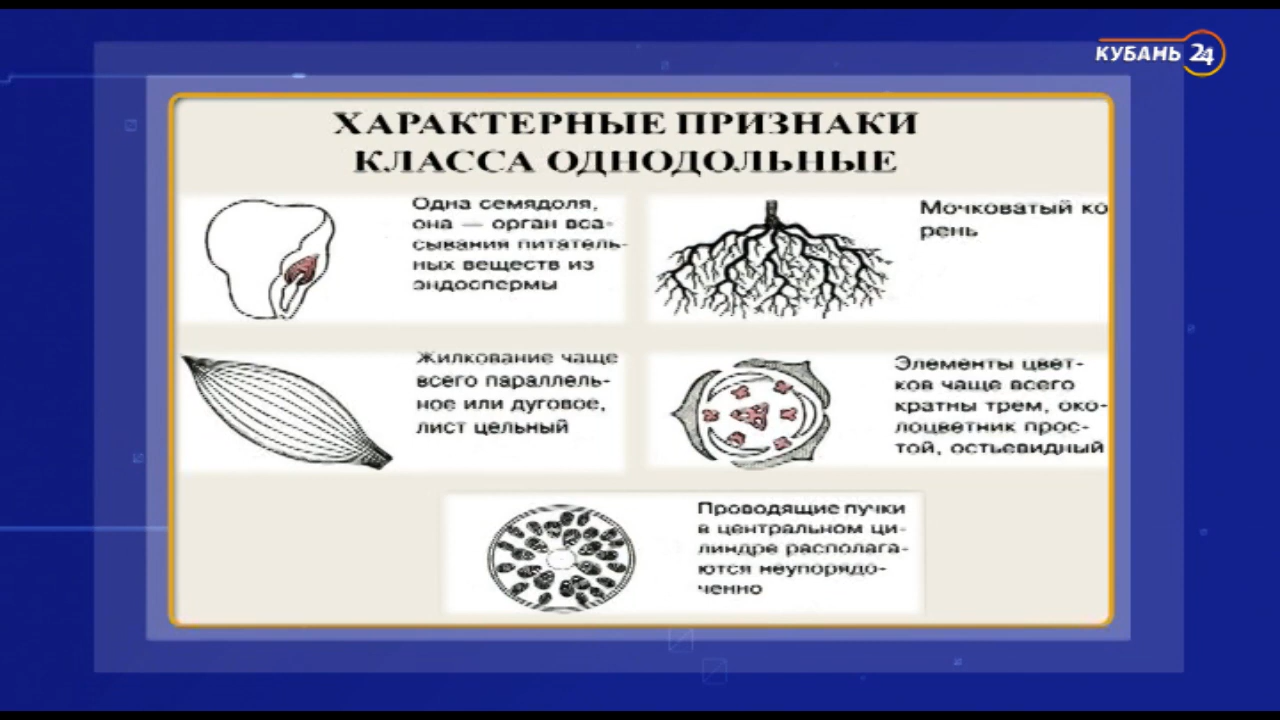 КУБАНЬ 24
ХАРАКТЕРНЫЕ ПРИЗНАКИ
КЛАССА ОДНОДОЛЬНЫЕ
Одна семядоля,
она — орган вса-
сывания питатель-
ных веществ из
эндоспермы
Мочковатый ко
рень
Жилкование чаще
всего параллель-
ное или дуговое,
лист цельный
Элементы цвет-
ков чаще всего
кратны трем, око-
лоцветник прос-
той, остьевидный
Проводящие пучки
в центральном ци-
линдре располага-
ются неупорядо-
ченно